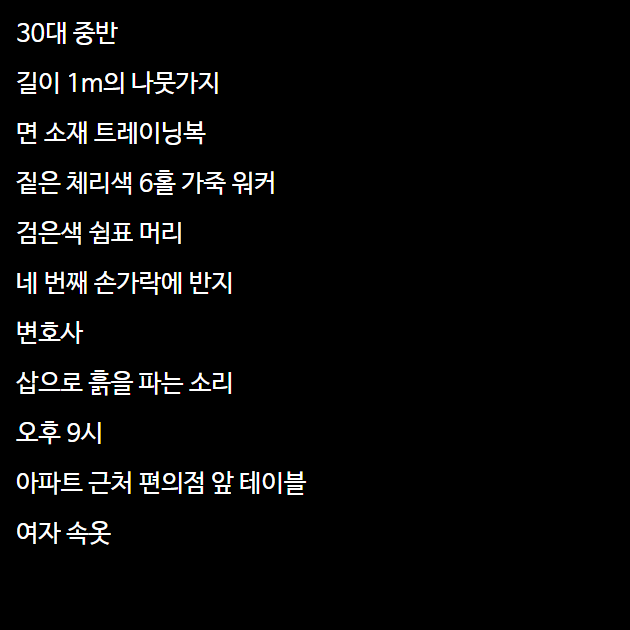 30대 중반
길이 1m의 나뭇가지
면 소재 트레이닝복
짙은 체리색 6홀 가죽 워커
검은색 쉼표 머리
네 번째 손가락에 반지
변호사
삽으로 흙을 파는 소리
오후 9시
아파트 근처 편의점 앞 테이블
여자 속옷